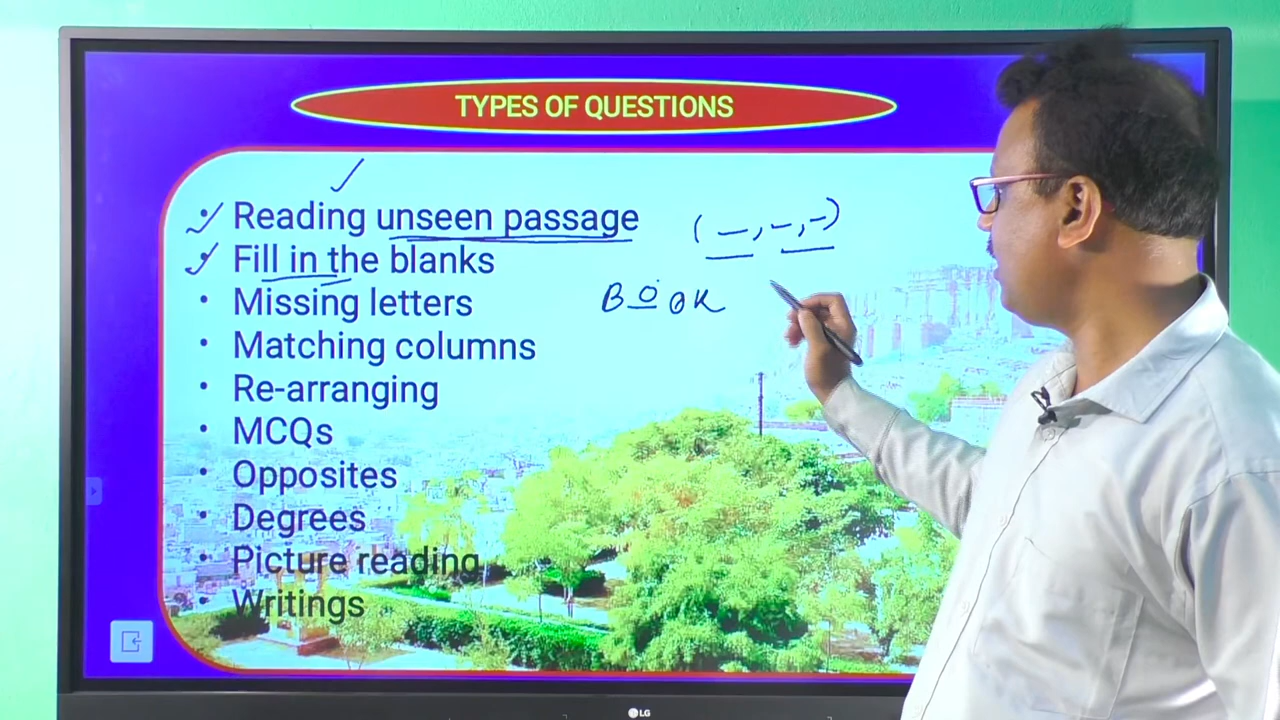 TYPES OF QUESTIONS
• Reading unseen passage (–, –, –)
• Fill in the blanks
• Missing letters BOOK
• Matching columns
• Re-arranging
• MCQs
• Opposites
• Degrees
• Picture reading
• Writings
LG